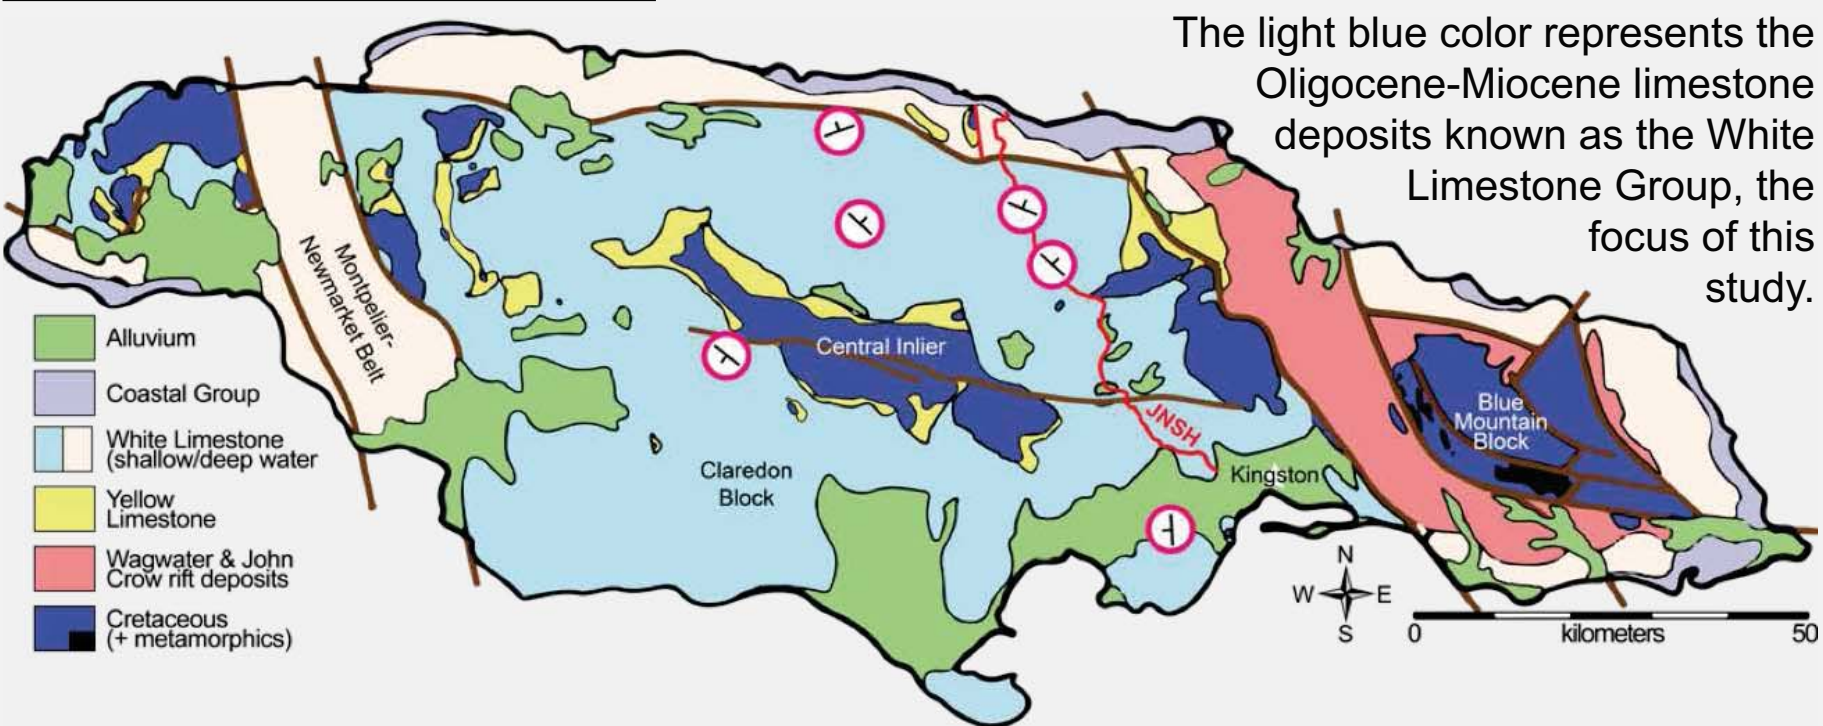 The light blue color represents the
Oligocene-Miocene limestone
deposits known as the White
Limestone Group, the
focus of this
study.
Montpelier-
Newmarket Belt
Central Inlier
Claredon
Block
JNSH
Kingston
Blue
Mountain
Block
Alluvium
Coastal Group
White Limestone
(shallow/deep water
Yellow
Limestone
Wagwater & John
Crow rift deposits
Cretaceous
(+ metamorphics)
N
W E
S
0 kilometers 50